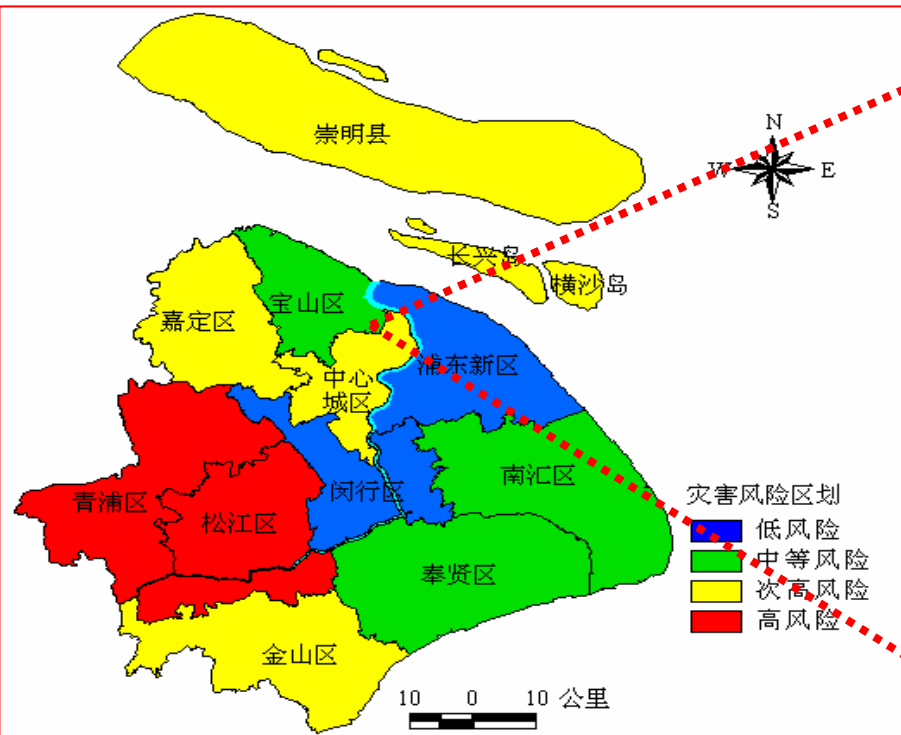 崇明县
N
W
E
S
长兴岛
横沙岛
宝山区
嘉定区
浦东新区
中心
城区
南汇区
闵行区
青浦区
松江区
奉贤区
金山区
灾害风险区划
低风险
中等风险
次高风险
高风险
10 0 10 公里